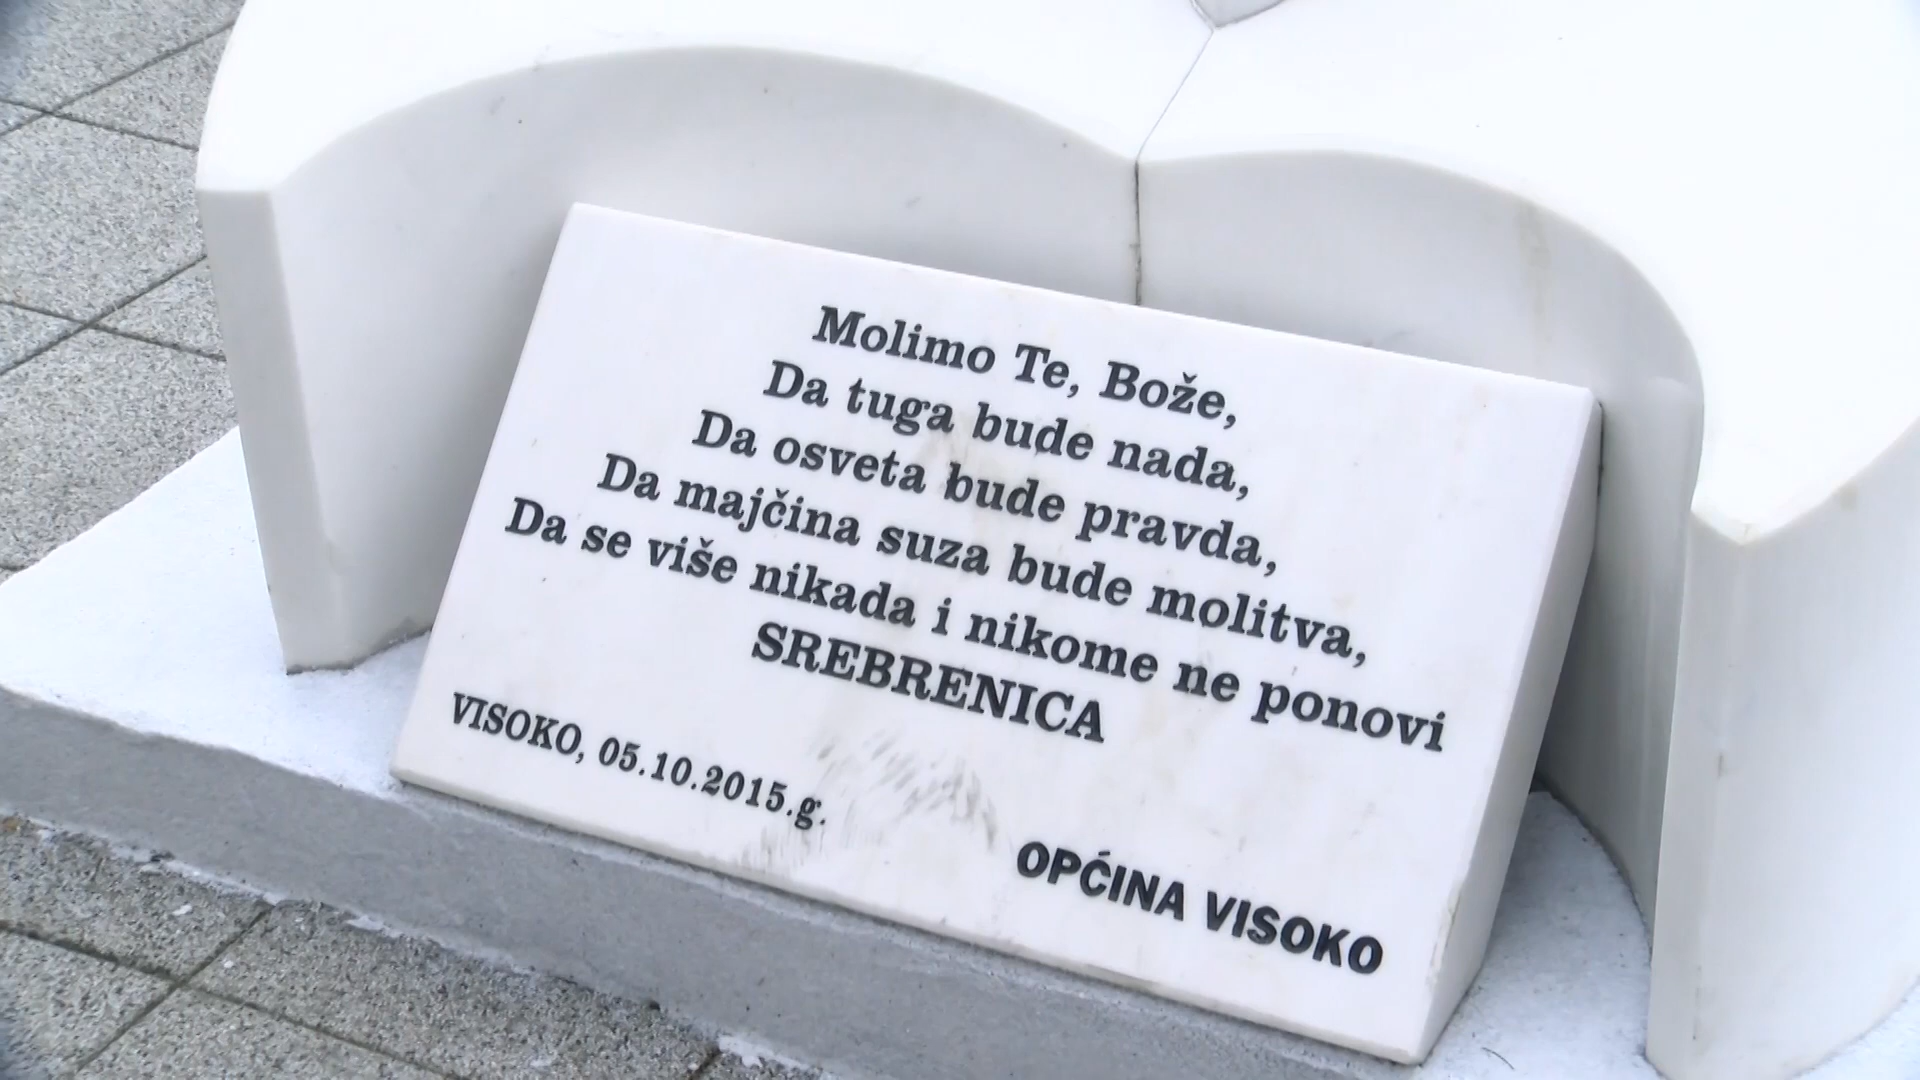 Molimo Te, Bože,
Da tuga bude nada,
Da osveta bude pravda,
Da majčina suza bude molitva,
Da se više nikada i nikome ne ponovi
SREBRENICA
VISOKO, 05.10.2015.g.
OPĆINA VISOKO